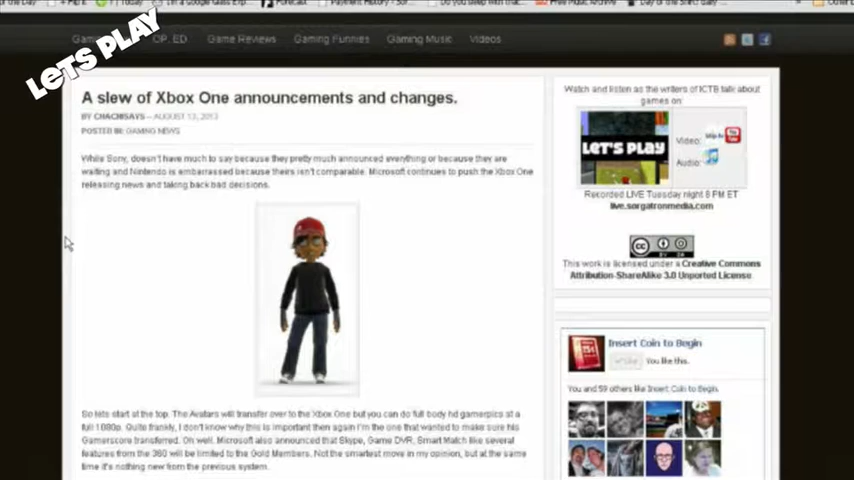 LETS PLAY
OP. ED
Game Reviews
Gaming Funnies
Gaming Music
Videos
A slew of Xbox One announcements and changes.
BY CHACHISAYS – AUGUST 13, 2013
POSTED IN: GAMING NEWS
While Sony, doesn't have much to say because they pretty much announced everything or because they are
waiting and Nintendo is embarrassed because theirs isn't comparable. Microsoft continues to push the Xbox One
releasing news and taking back bad decisions.
So lets start at the top. The Avatars will transfer over to the Xbox One but you can do full body hd gamerpics at a
full 1080p. Quite frankly, I don't know why this is important then again I'm the one that wanted to make sure his
Gamerscore transferred. Oh well. Microsoft also announced that Skype, Game DVR, Smart Match like several
features from the 360 will be limited to the Gold Members. Not the smartest move in my opinion, but at the same
time it's nothing new from the previous system.
Watch and listen as the writers of ICTB talk about
games on:
LET'S PLAY
Video:
Audio:
Recorded LIVE Tuesday night 8 PM ET
live.sorgatronmedia.com
This work is licensed under a Creative Commons
Attribution-ShareAlike 3.0 Unported License.
Insert Coin to Begin
Like You like this.
You and 59 others like Insert Coin to Begin.